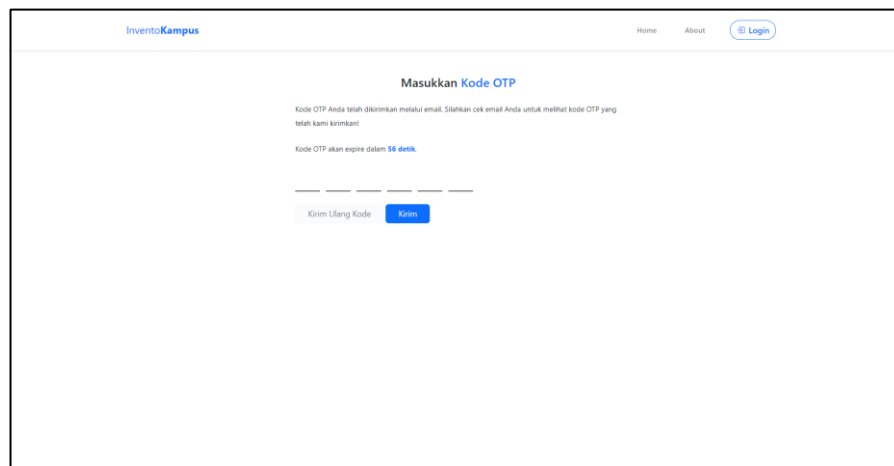 InventoKampus
Home
About
Login
Masukkan Kode OTP
Kode OTP Anda telah dikirimkan melalui email. Silahkan cek email Anda untuk melihat kode OTP yang
telah kami kirimkan!
Kode OTP akan expire dalam 56 detik.
Kirim Ulang Kode
Kirim